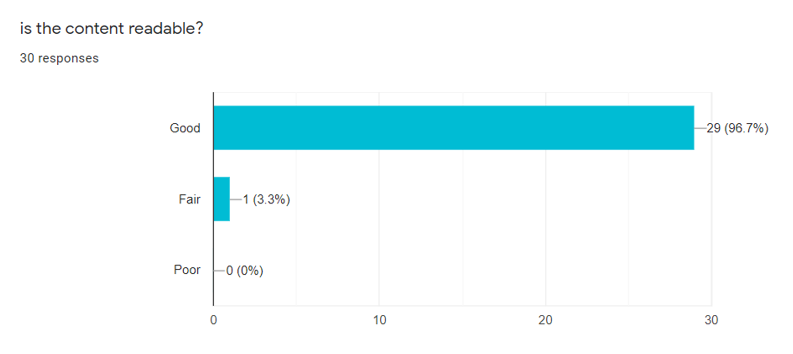 is the content readable?
30 responses
Good 29 (96.7%)
Fair 1 (3.3%)
Poor 0 (0%)
0 10 20 30